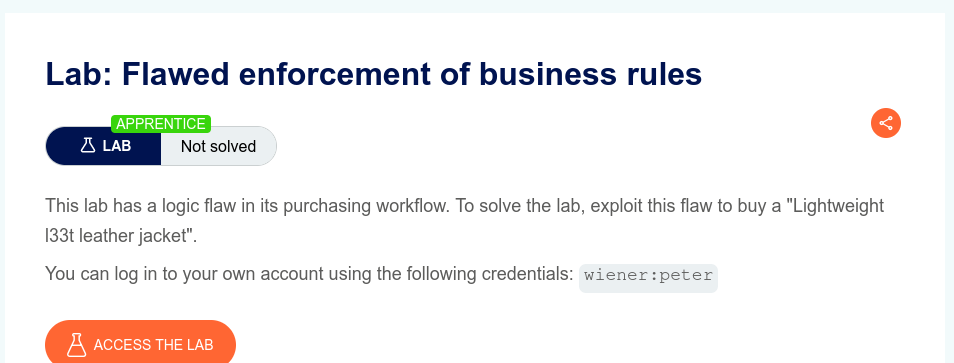 Lab: Flawed enforcement of business rules
APPRENTICE
LAB
Not solved
This lab has a logic flaw in its purchasing workflow. To solve the lab, exploit this flaw to buy a "Lightweight
l33t leather jacket".
You can log in to your own account using the following credentials: wiener:peter
ACCESS THE LAB